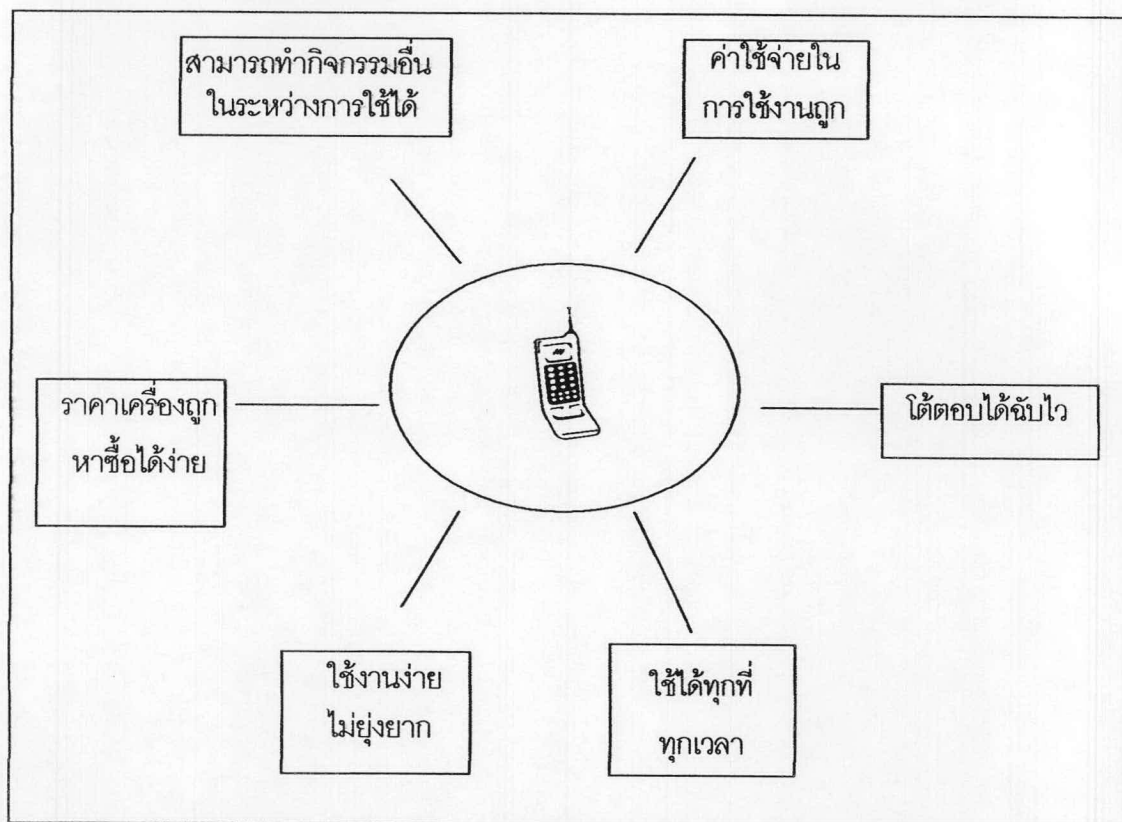 สามารถทำกิจกรรมอื่น
ในระหว่างการใช้ได้
ค่าใช้จ่ายใน
การใช้งานถูก
ราคาเครื่องถูก
หาซื้อได้ง่าย
โต้ตอบได้ฉับไว
ใช้งานง่าย
ไม่ยุ่งยาก
ใช้ได้ทุกที่
ทุกเวลา